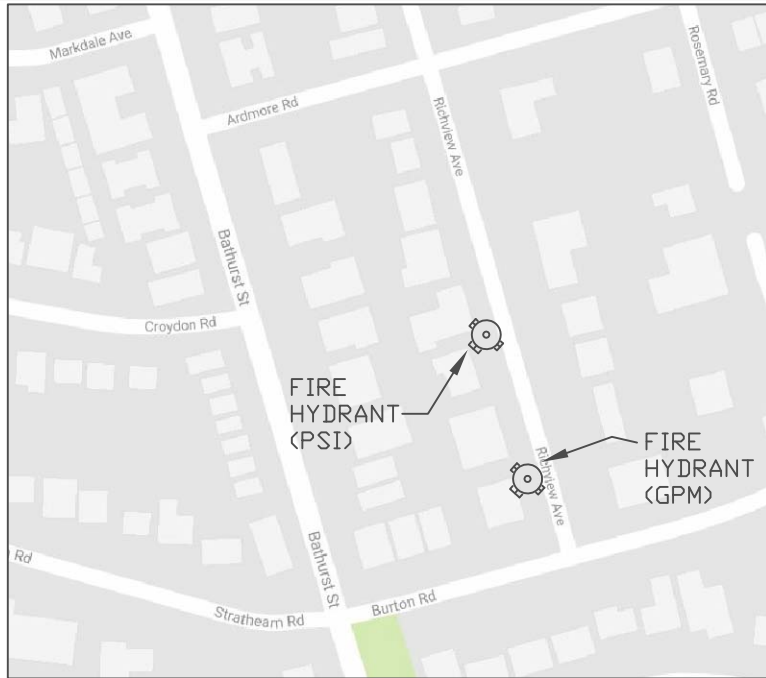 Markdale Ave
Ardmore Rd
Richview Ave
Rosemary Rd
Bathurst St
Croydon Rd
FIRE
HYDRANT
(PSI)
FIRE
HYDRANT
(GPM)
Richview Ave
Bathurst St
Rd
Strathearn Rd
Burton Rd